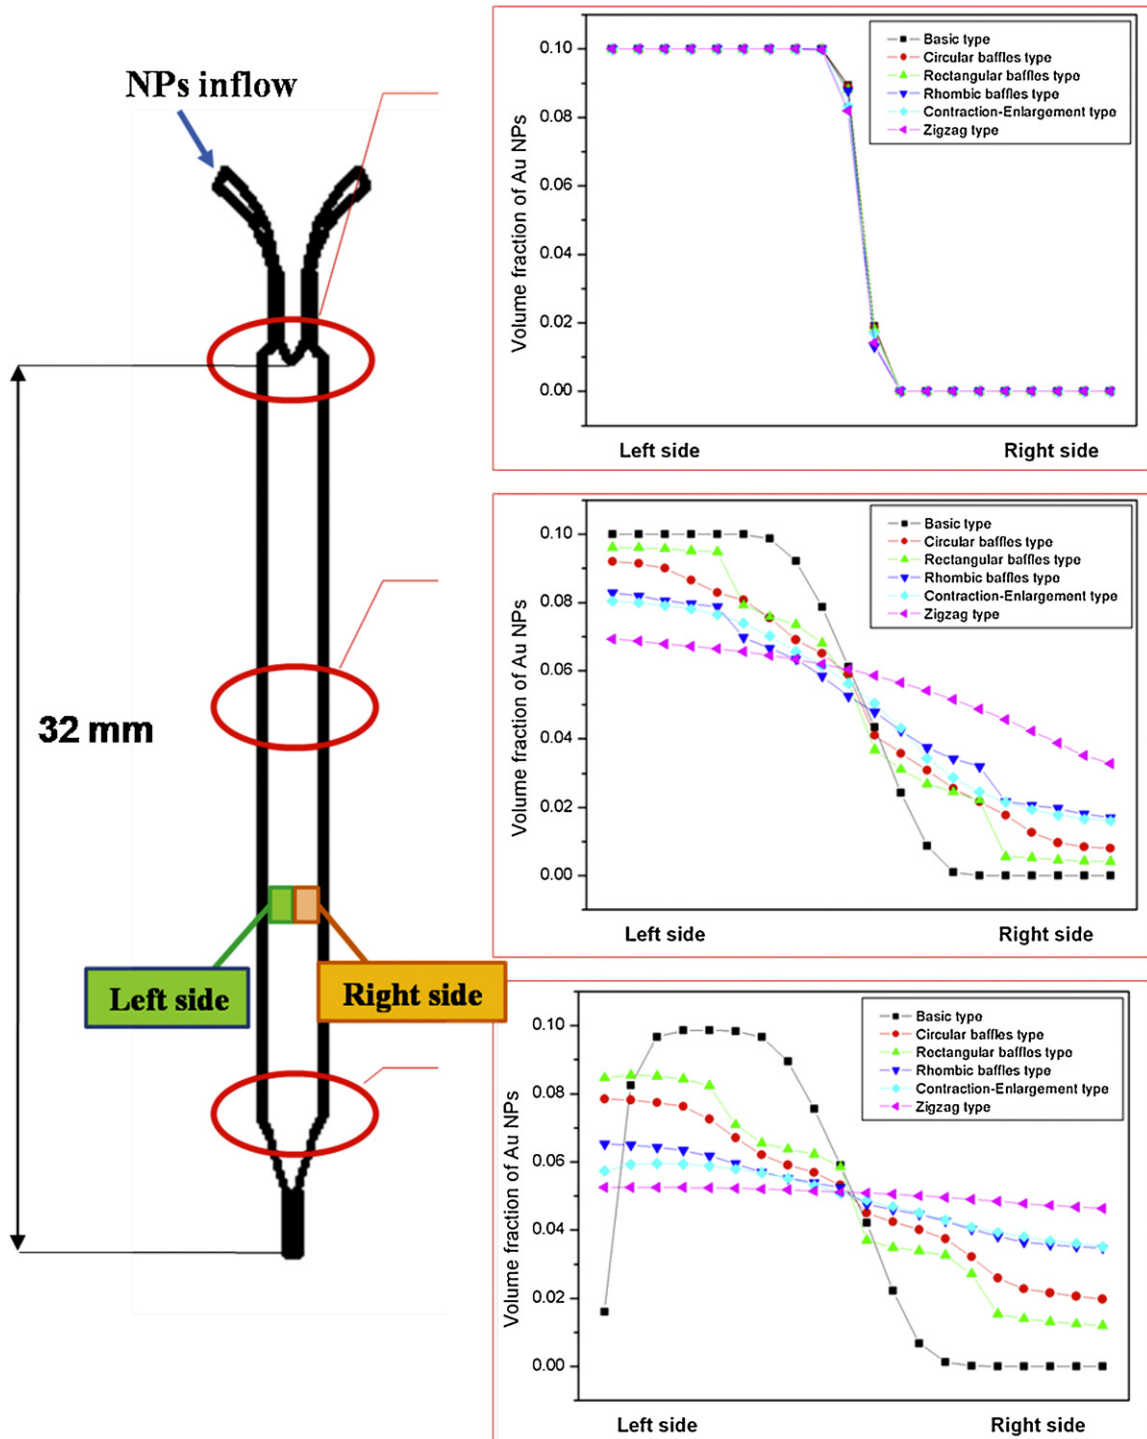 NPs inflow
32 mm
Left side
Right side
Volume fraction of Au NPs
0.10
0.08
0.06
0.04
0.02
0.00
Basic type
Circular baffles type
Rectangular baffles type
Rhombic baffles type
Contraction-Enlargement type
Zigzag type
Left side
Right side
Volume fraction of Au NPs
0.10
0.08
0.06
0.04
0.02
0.00
Basic type
Circular baffles type
Rectangular baffles type
Rhombic baffles type
Contraction-Enlargement type
Zigzag type
Left side
Right side
Volume fraction of Au NPs
0.10
0.08
0.06
0.04
0.02
0.00
Basic type
Circular baffles type
Rectangular baffles type
Rhombic baffles type
Contraction-Enlargement type
Zigzag type
Left side
Right side